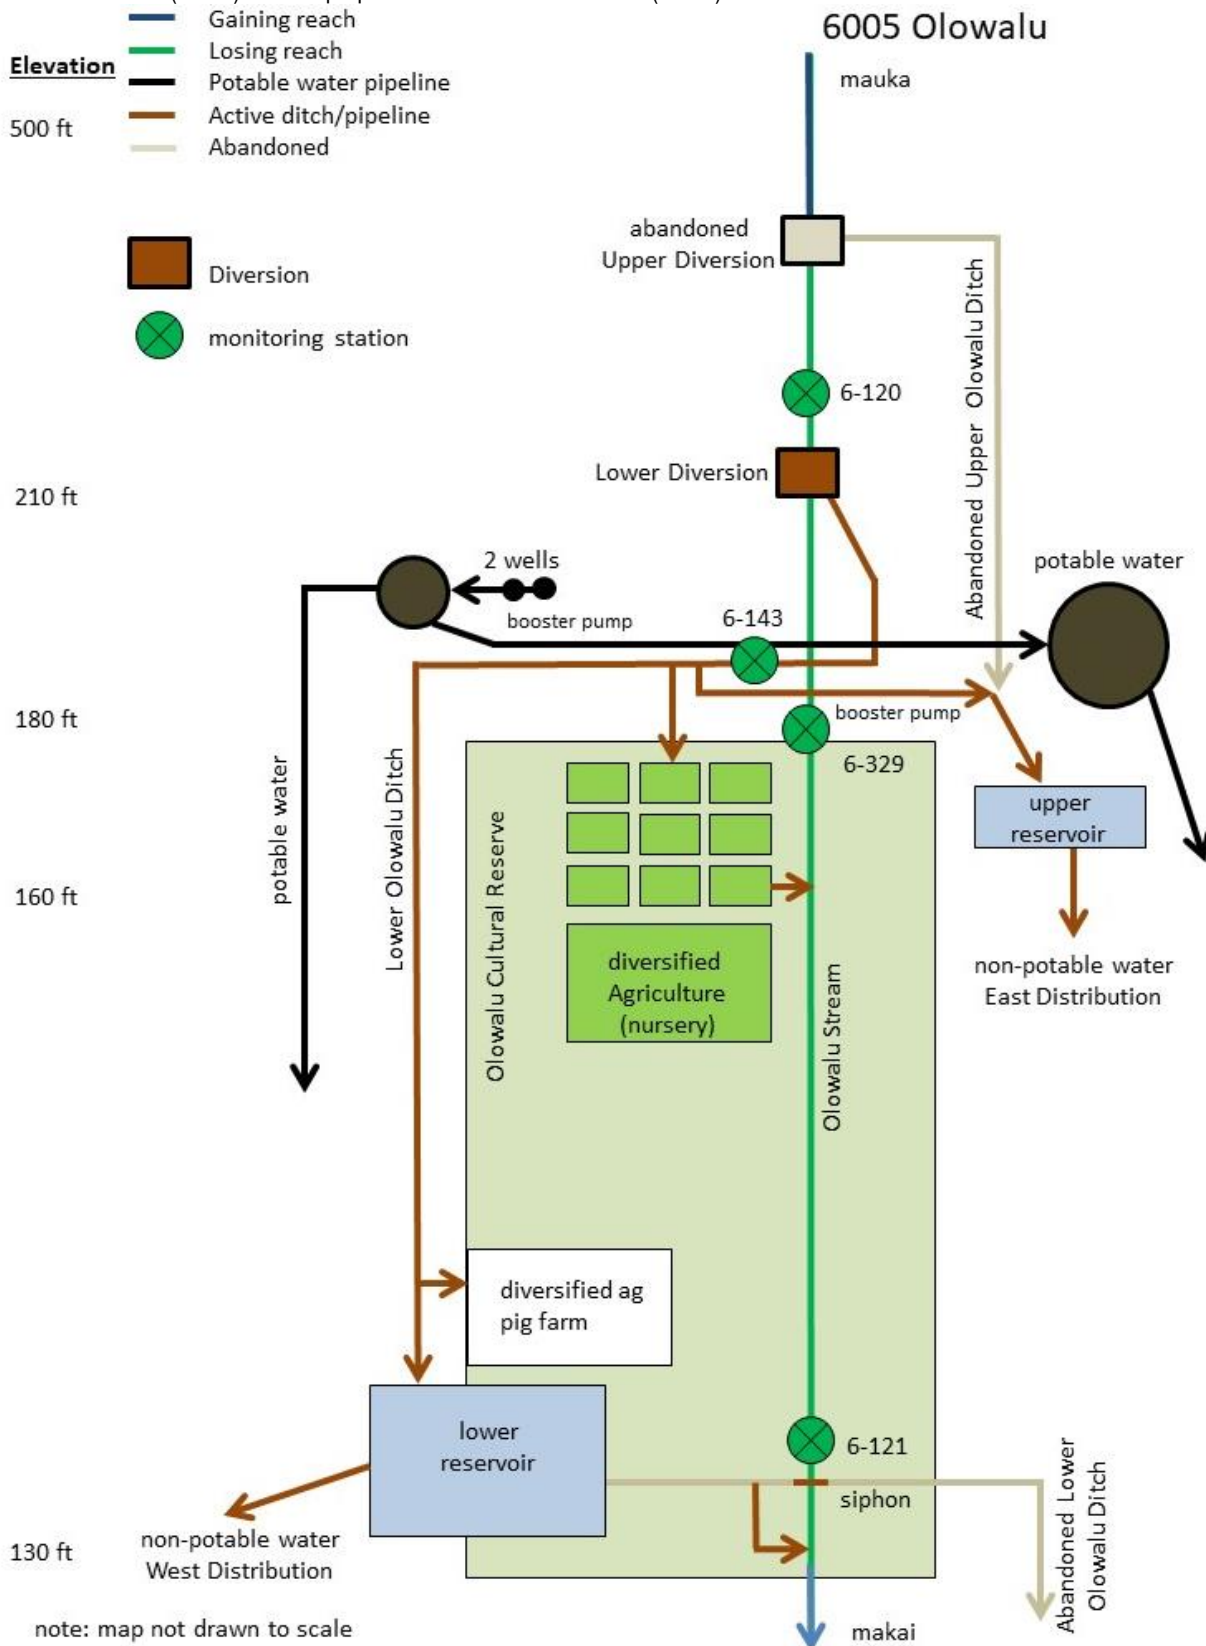 Gaining reach
6005 Olowalu
Losing reach
Elevation
mauka
Potable water pipeline
Active ditch/pipeline
500 ft
Abandoned
abandoned
Upper Diversion
Diversion
monitoring station
Abandoned Upper Olowalu Ditch
6-120
Lower Diversion
210 ft
2 wells
potable water
booster pump
6-143
180 ft
booster pump
6-329
potable water
Lower Olowalu Ditch
Olowalu Cultural Reserve
upper
reservoir
160 ft
diversified
Agriculture
(nursery)
Olowalu Stream
non-potable water
East Distribution
diversified ag
pig farm
lower
reservoir
6-121
siphon
Abandoned Lower
Olowalu Ditch
non-potable water
West Distribution
130 ft
note: map not drawn to scale
makai